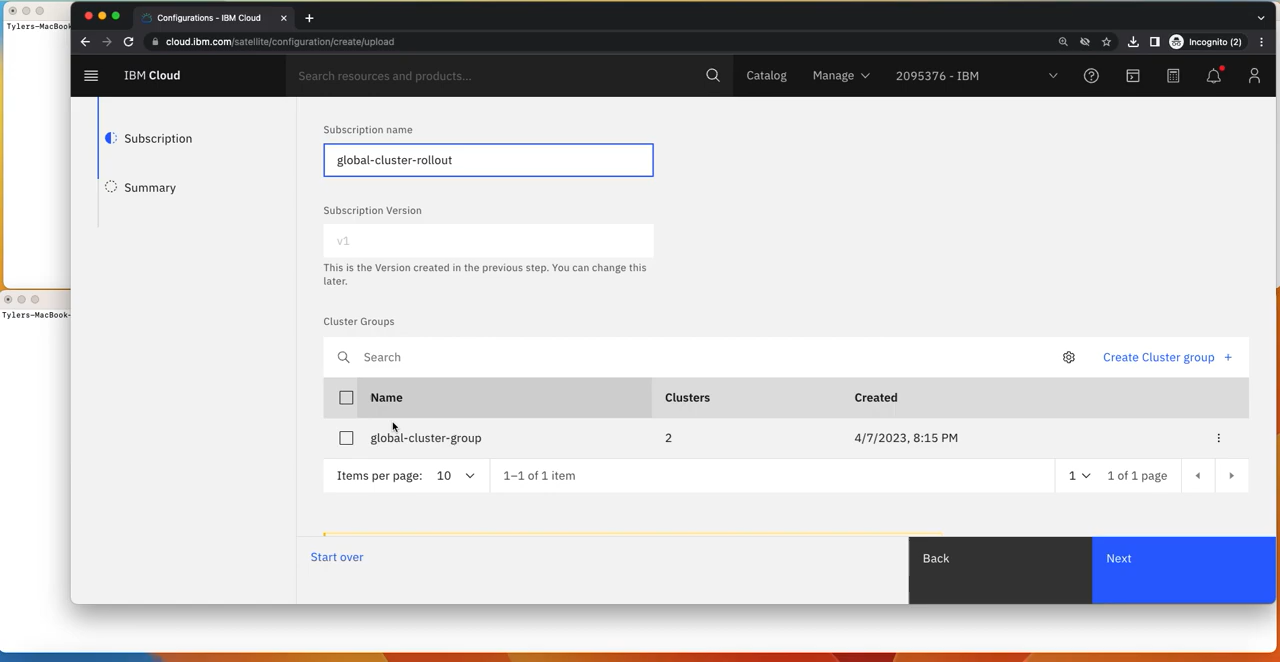 Configurations - IBM Cloud
Tylers-MacBook
cloud.ibm.com/satellite/configuration/create/upload
Incognito (2)
IBM Cloud
Search resources and products...
Catalog
Manage
2095376 - IBM
Subscription
Summary
Subscription name
global-cluster-rollout
Subscription Version
v1
This is the Version created in the previous step. You can change this
later.
Tylers-MacBook-
Cluster Groups
Search
Create Cluster group +
Name
Clusters
Created
global-cluster-group
2
4/7/2023, 8:15 PM
Items per page:
10
1–1 of 1 item
1
1 of 1 page
Start over
Back
Next